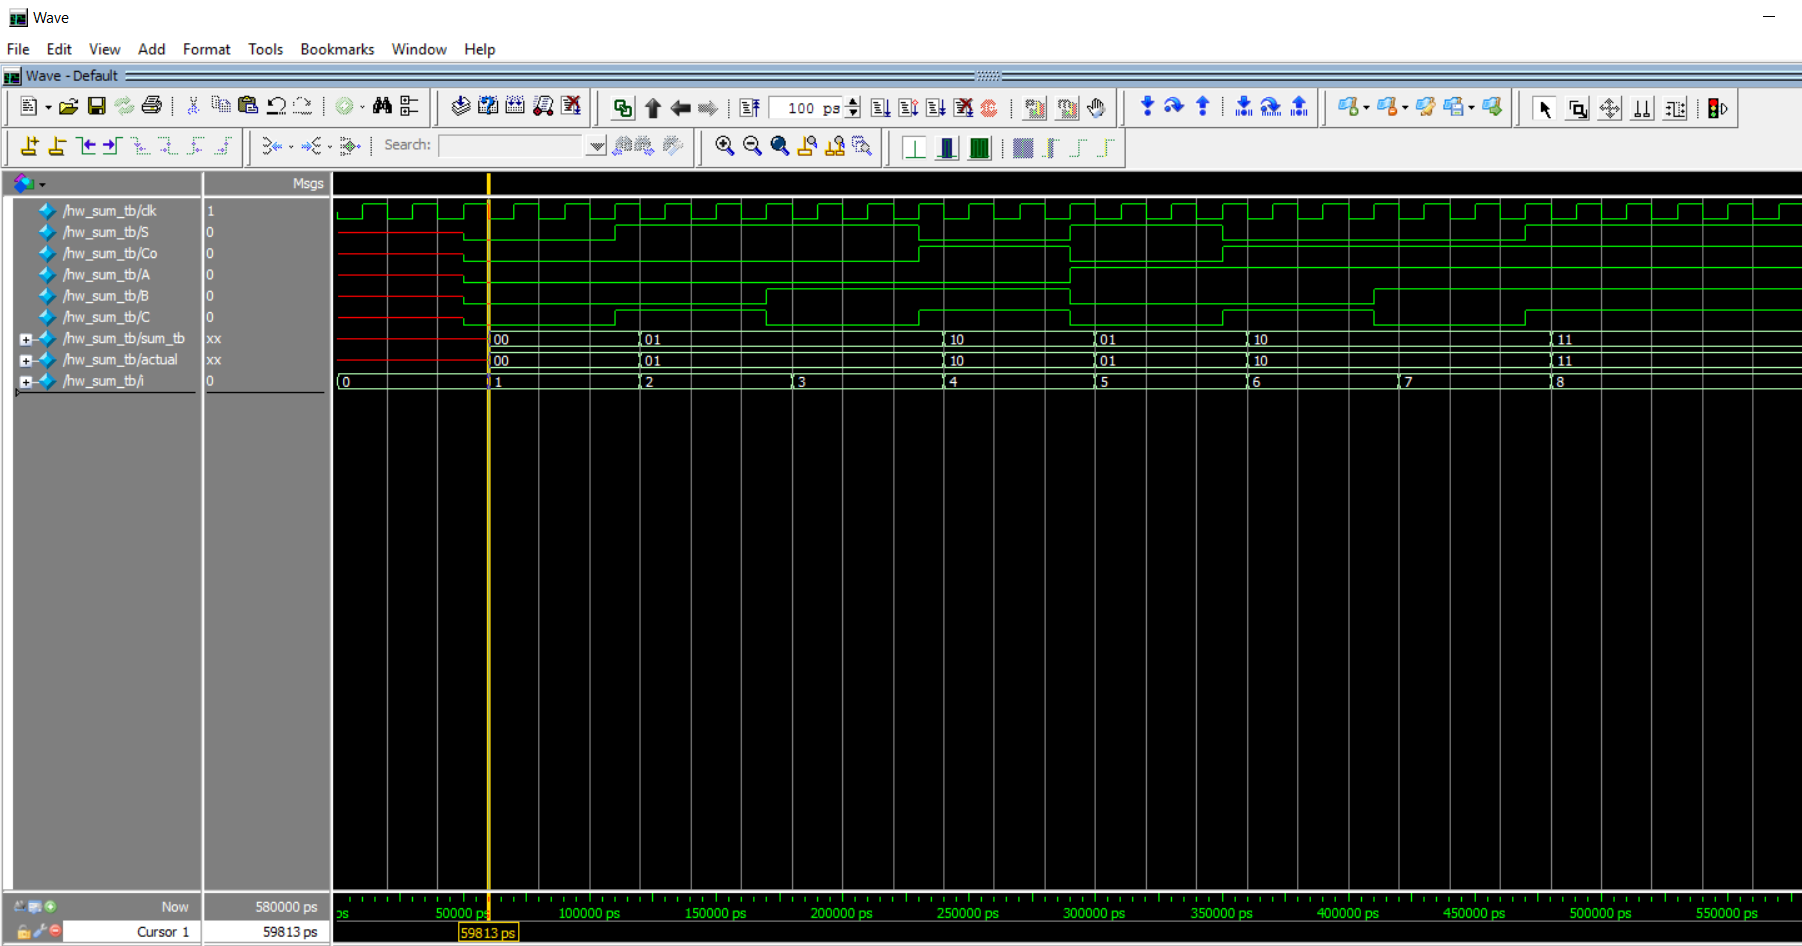 Wave
File Edit View Add Format Tools Bookmarks Window Help
Wave - Default
100 ps
Search:
Msgs
/hw_sum_tb/clk 1
/hw_sum_tb/S 0
/hw_sum_tb/Co 0
/hw_sum_tb/A 0
/hw_sum_tb/B 0
/hw_sum_tb/C 0
/hw_sum_tb/sum_tb xx 00 01 10 01 10 11
/hw_sum_tb/actual xx 00 01 10 01 10 11
/hw_sum_tb/i 0 0 1 2 3 4 5 6 7 8
Now 580000 ps ps 50000 ps 100000 ps 150000 ps 200000 ps 250000 ps 300000 ps 350000 ps 400000 ps 450000 ps 500000 ps 550000 ps
Cursor 1 59813 ps 59813 ps